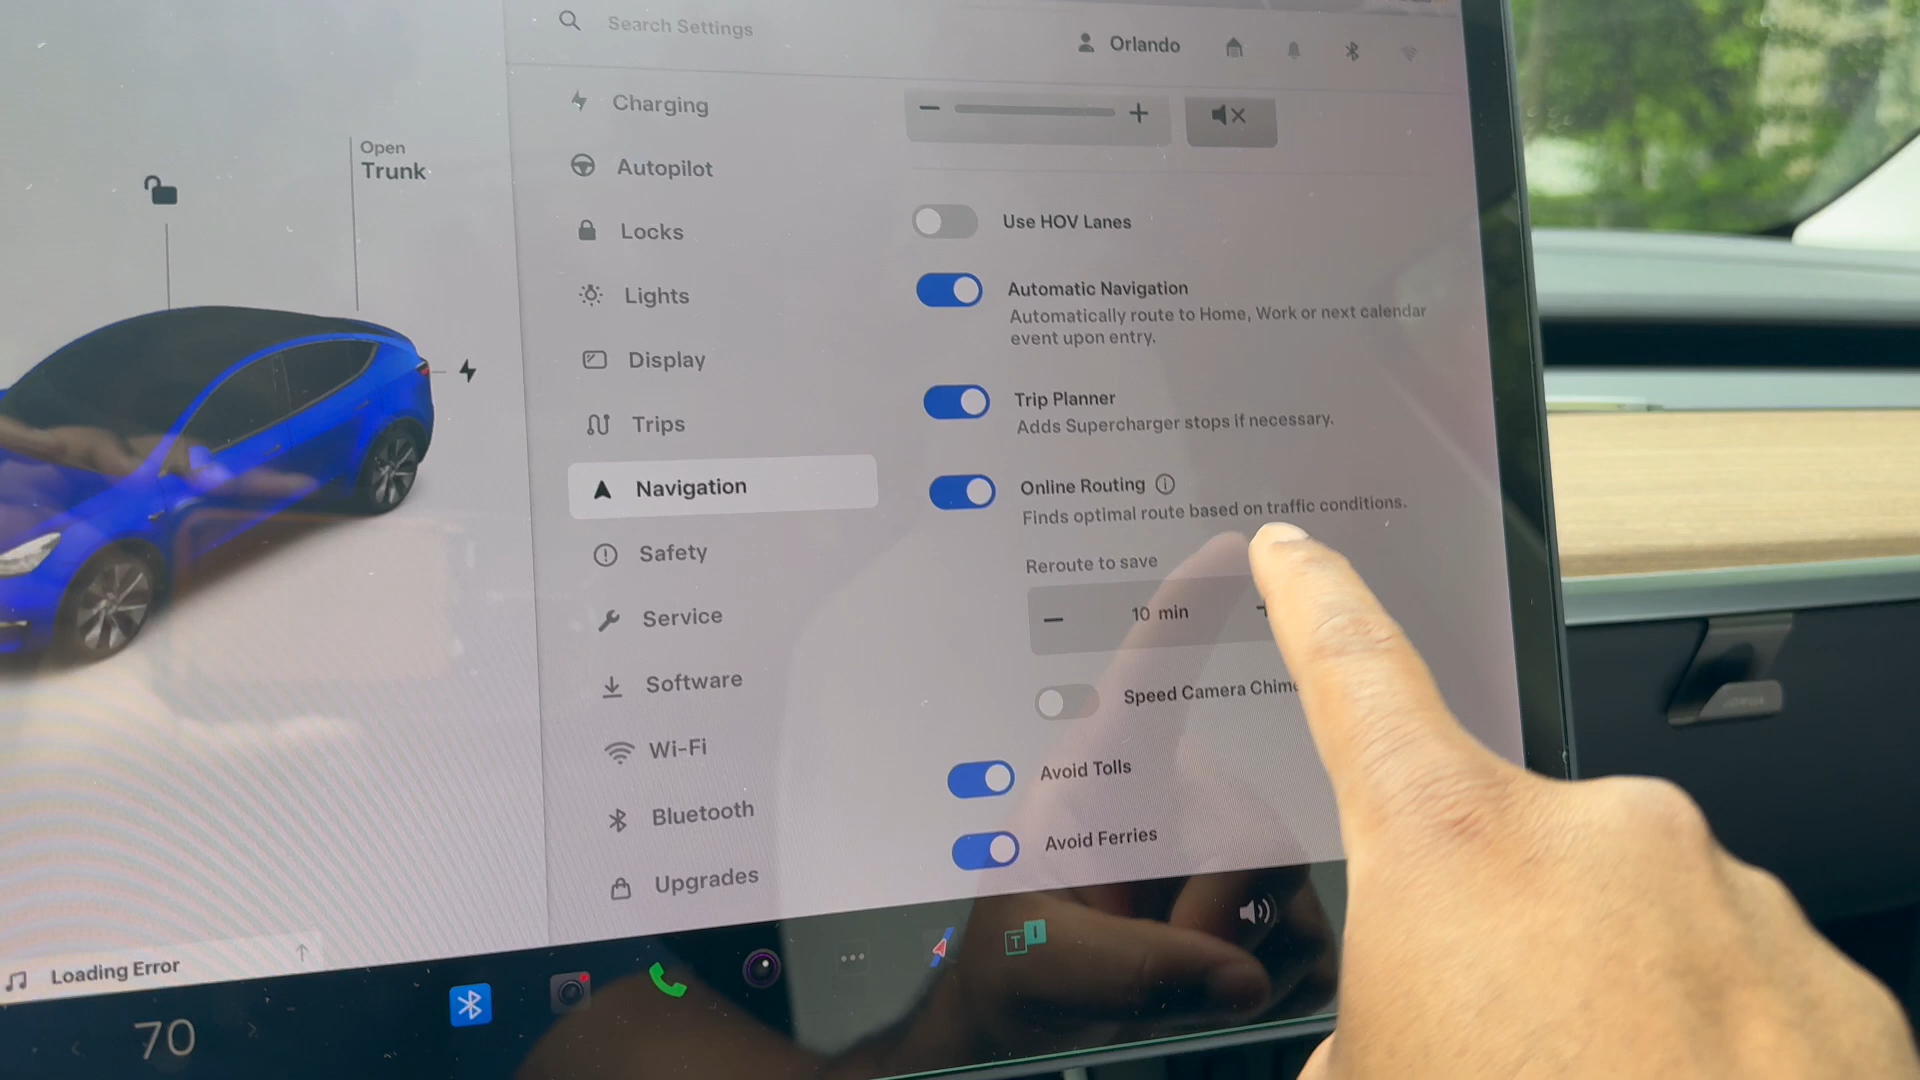 Search Settings
Orlando
Open
Trunk
Charging
Autopilot
Locks
Lights
Display
Trips
Navigation
Safety
Service
Software
Wi-Fi
Bluetooth
Upgrades
Use HOV Lanes
Automatic Navigation
Automatically route to Home, Work or next calendar
event upon entry.
Trip Planner
Adds Supercharger stops if necessary.
Online Routing
Finds optimal route based on traffic conditions.
Reroute to save
− 10 min +
Speed Camera Chim
Avoid Tolls
Avoid Ferries
Loading Error
70
T I